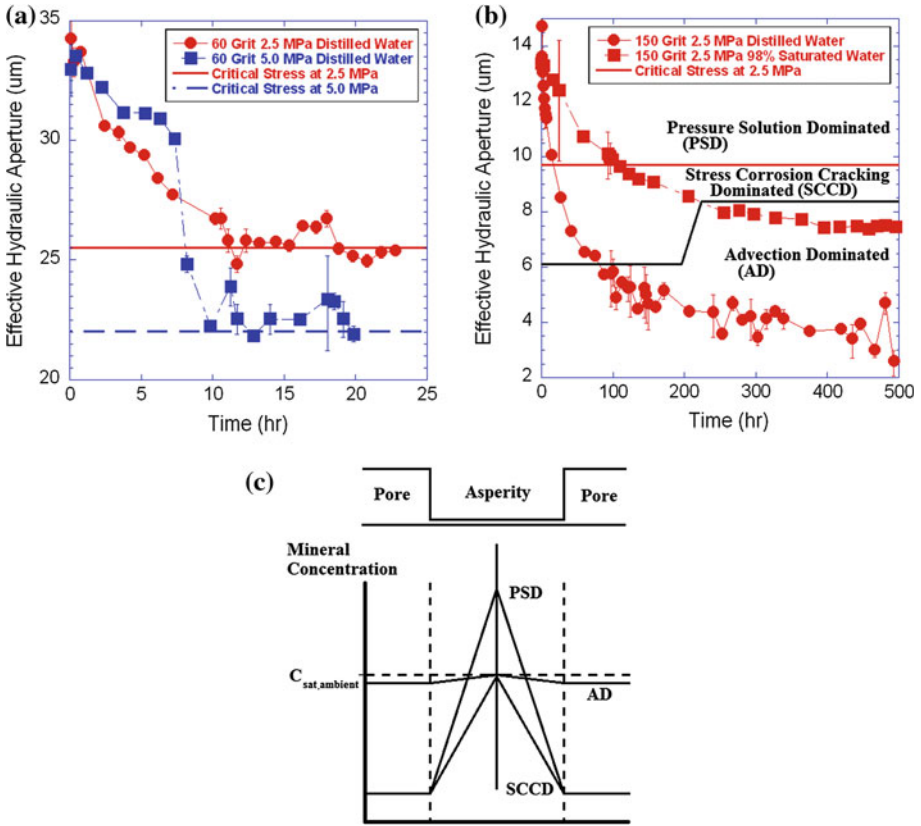 (a)
35
30
25
20
Effective Hydraulic Aperture (um)
60 Grit 2.5 MPa Distilled Water
60 Grit 5.0 MPa Distilled Water
Critical Stress at 2.5 MPa
Critical Stress at 5.0 MPa
0 5 10 15 20 25
Time (hr)
(b)
14
12
10
8
6
4
2
Effective Hydraulic Aperture (um)
150 Grit 2.5 MPa Distilled Water
150 Grit 2.5 MPa 98% Saturated Water
Critical Stress at 2.5 MPa
Pressure Solution Dominated
(PSD)
Stress Corrosion Cracking
Dominated (SCCD)
Advection Dominated
(AD)
0 100 200 300 400 500
Time (hr)
(c)
Pore Asperity Pore
Mineral
Concentration
PSD
C sat,ambient
AD
SCCD